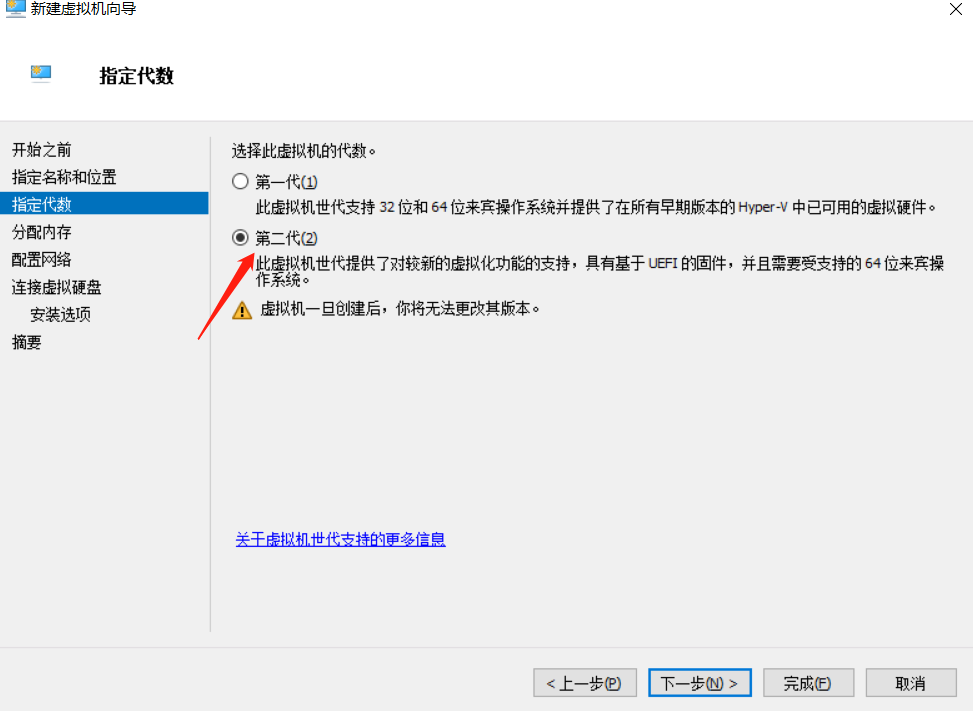 新建虚拟机向导
指定代数
开始之前
指定名称和位置
指定代数
分配内存
配置网络
连接虚拟硬盘
安装选项
摘要
选择此虚拟机的代数。
第一代(1)
此虚拟机世代支持 32 位和 64 位来宾操作系统并提供了在所有早期版本的 Hyper-V 中已可用的虚拟硬件。
第二代(2)
此虚拟机世代提供了对较新的虚拟化功能的支持，具有基于 UEFI 的固件，并且需要受支持的 64 位来宾操
作系统。
虚拟机一旦创建后，你将无法更改其版本。
关于虚拟机世代支持的更多信息
< 上一步(P)
下一步(N) >
完成(F)
取消